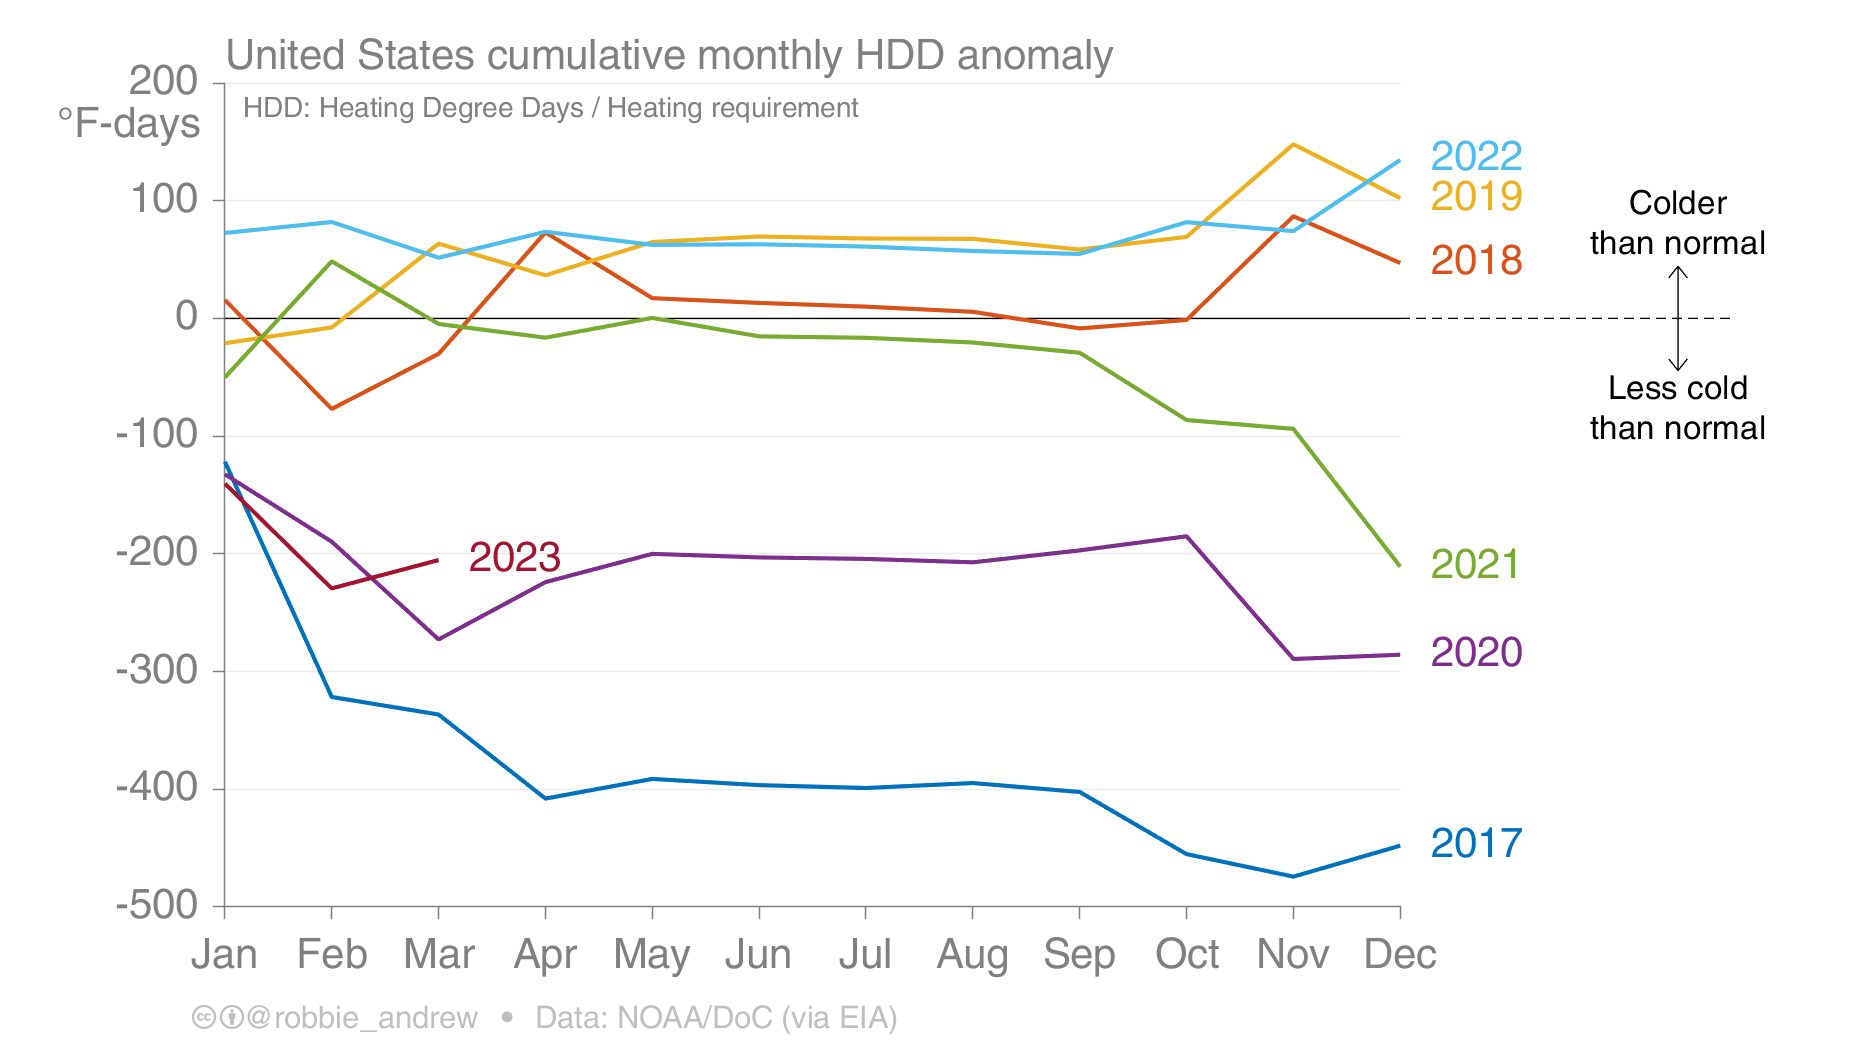 United States cumulative monthly HDD anomaly
200
°F-days
HDD: Heating Degree Days / Heating requirement
100
0
-100
-200
-300
-400
-500
2022
2019
2018
2023
2021
2020
2017
Colder
than normal
Less cold
than normal
Jan Feb Mar Apr May Jun Jul Aug Sep Oct Nov Dec
cc @robbie_andrew • Data: NOAA/DoC (via EIA)